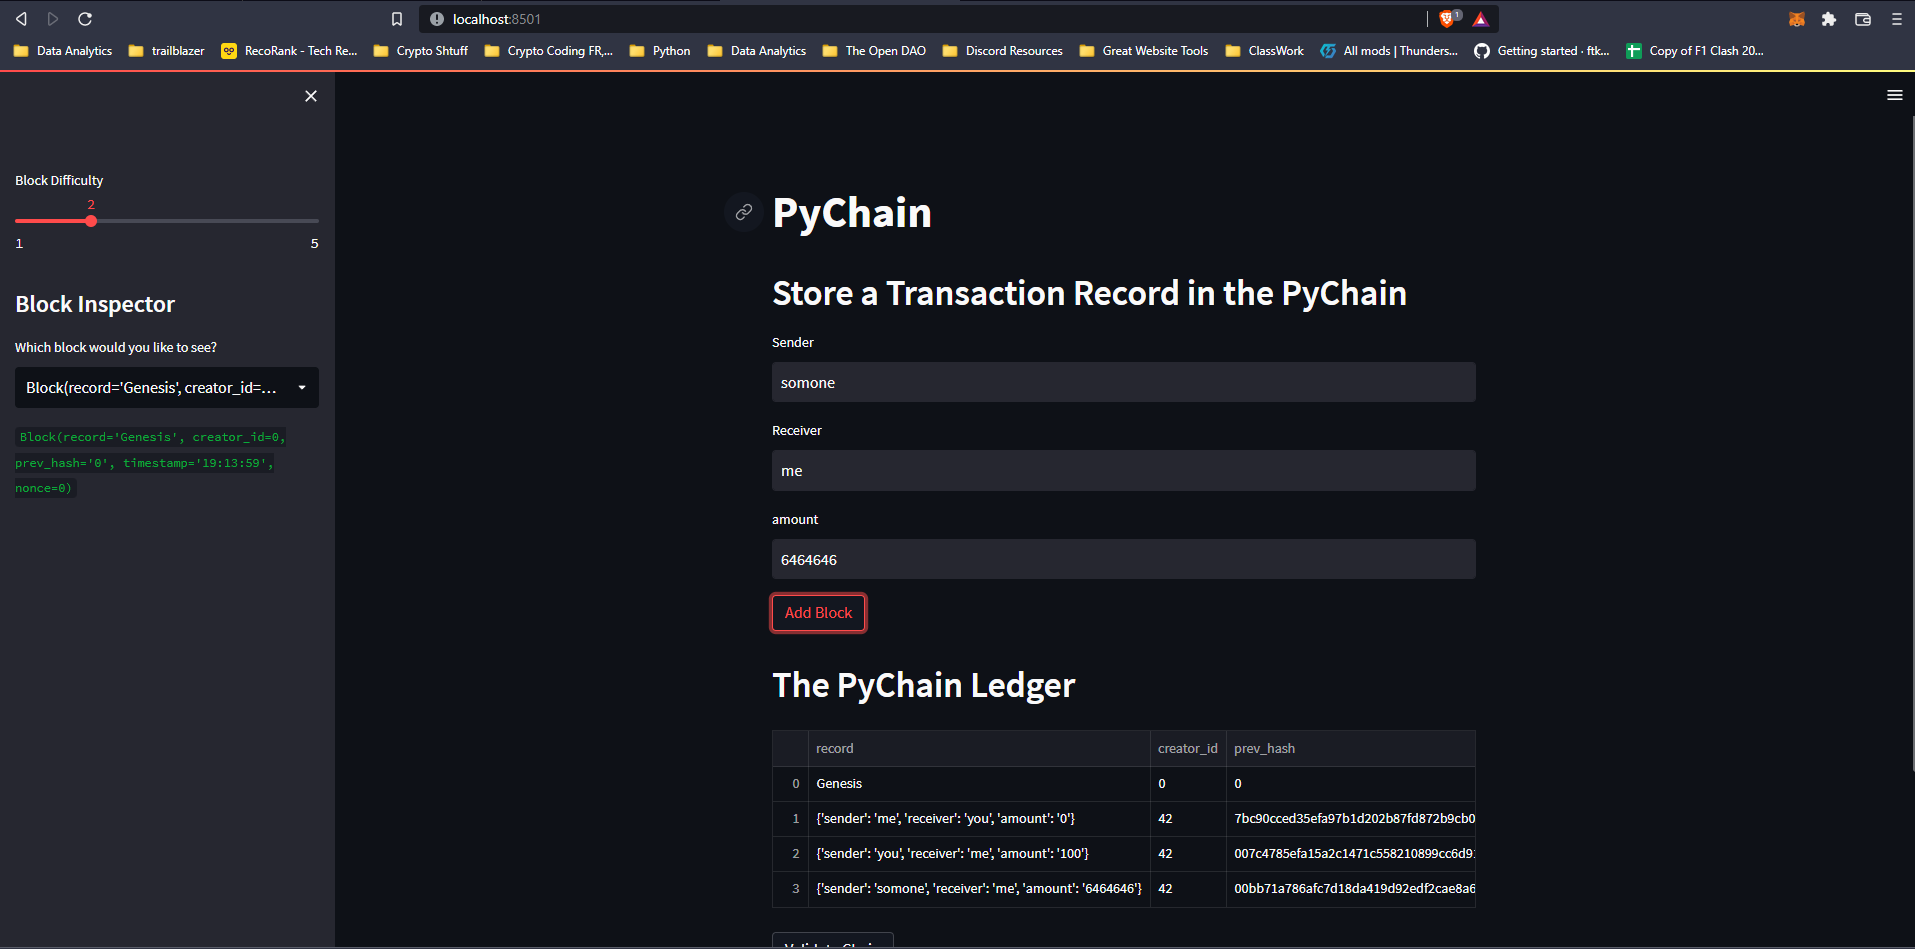 localhost:8501
1
Data Analytics
trailblazer
RecoRank - Tech Re...
Crypto Shtuff
Crypto Coding FR,...
Python
Data Analytics
The Open DAO
Discord Resources
Great Website Tools
ClassWork
All mods | Thunders...
Getting started · ftk...
Copy of F1 Clash 20...
Block Difficulty
2
1 5
Block Inspector
Which block would you like to see?
Block(record='Genesis', creator_id=...
Block(record='Genesis', creator_id=0,
prev_hash='0', timestamp='19:13:59',
nonce=0)
PyChain
Store a Transaction Record in the PyChain
Sender
somone
Receiver
me
amount
6464646
Add Block
The PyChain Ledger
record creator_id prev_hash
0 Genesis 0 0
1 {'sender': 'me', 'receiver': 'you', 'amount': '0'} 42 7bc90cced35efa97b1d202b87fd872b9cb0
2 {'sender': 'you', 'receiver': 'me', 'amount': '100'} 42 007c4785efa15a2c1471c558210899cc6d9
3 {'sender': 'somone', 'receiver': 'me', 'amount': '6464646'} 42 00bb71a786afc7d18da419d92edf2cae8a6